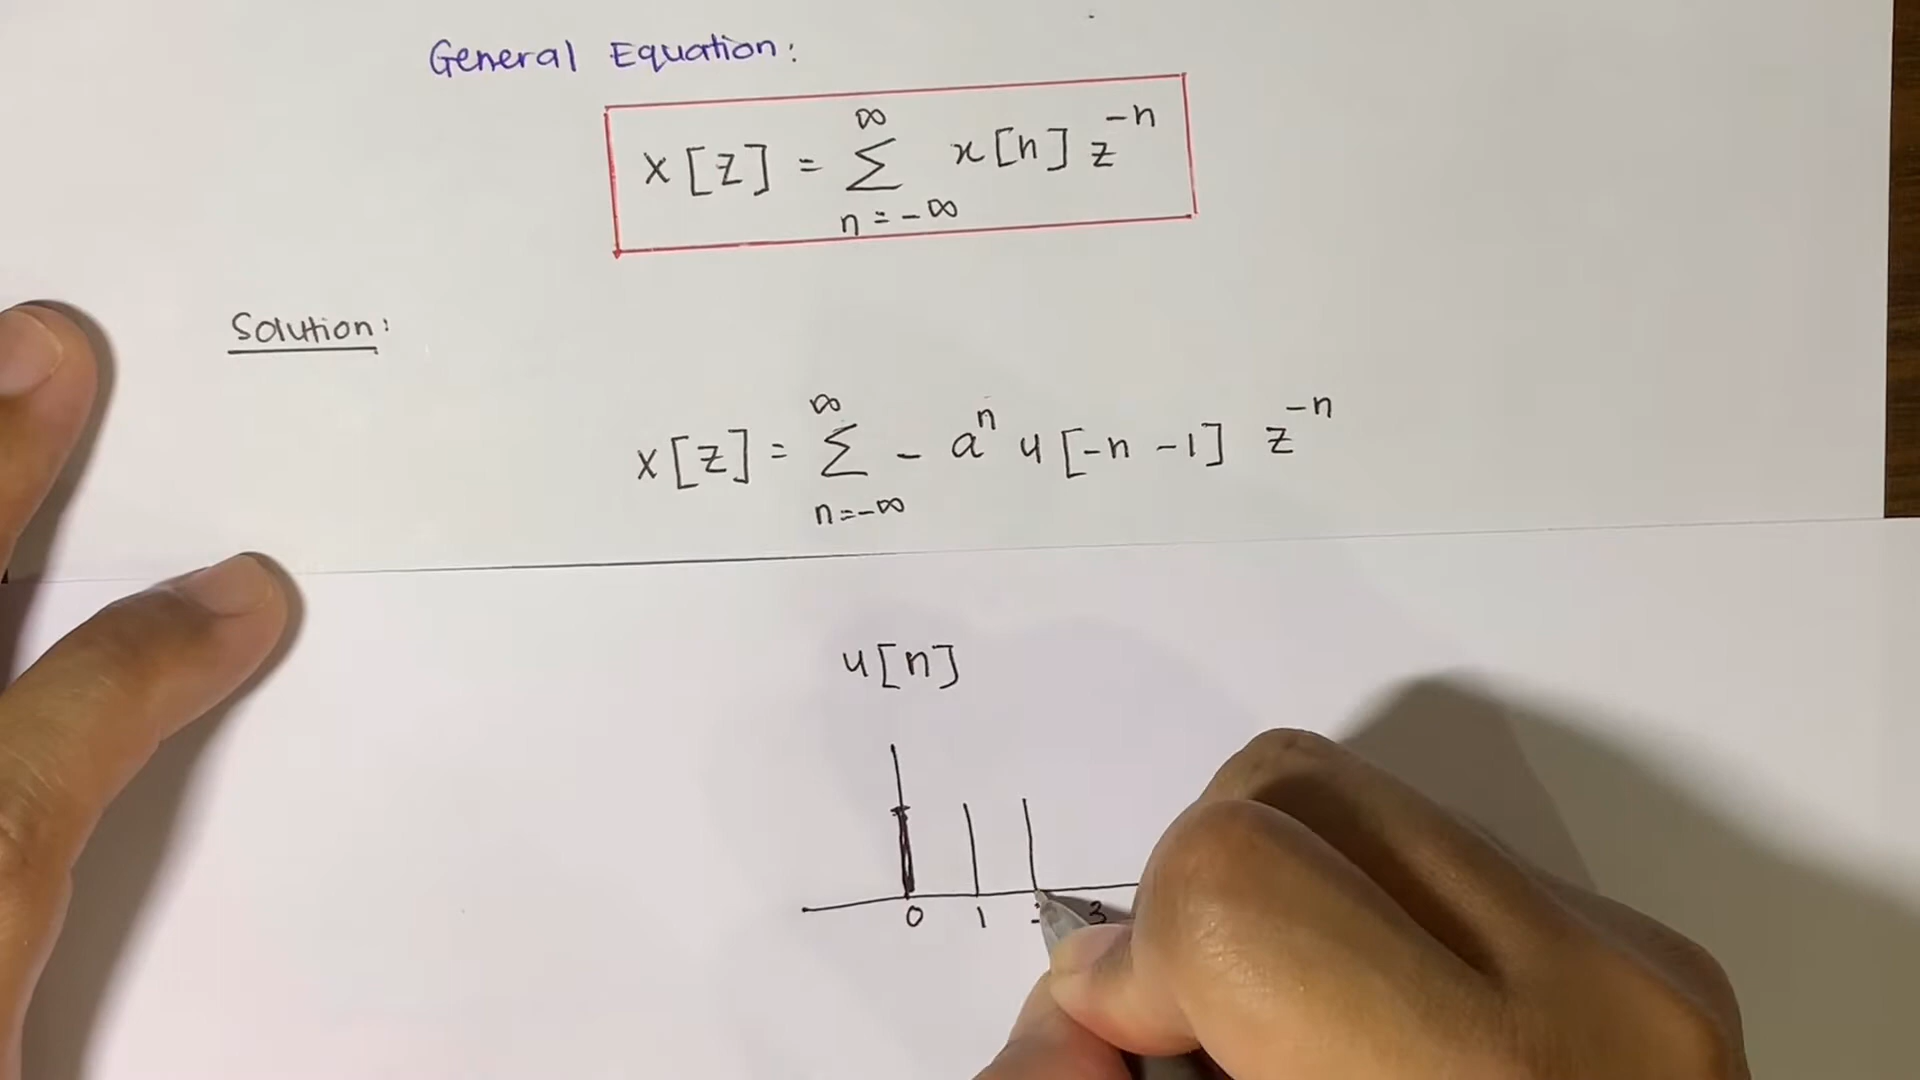 General Equation:
X[Z] = ∞ Σ n=-∞ x[n] z^-n
Solution:
X[Z] = ∞ Σ n=-∞ - a^n u[-n-1] z^-n
u[n]
0 1 3